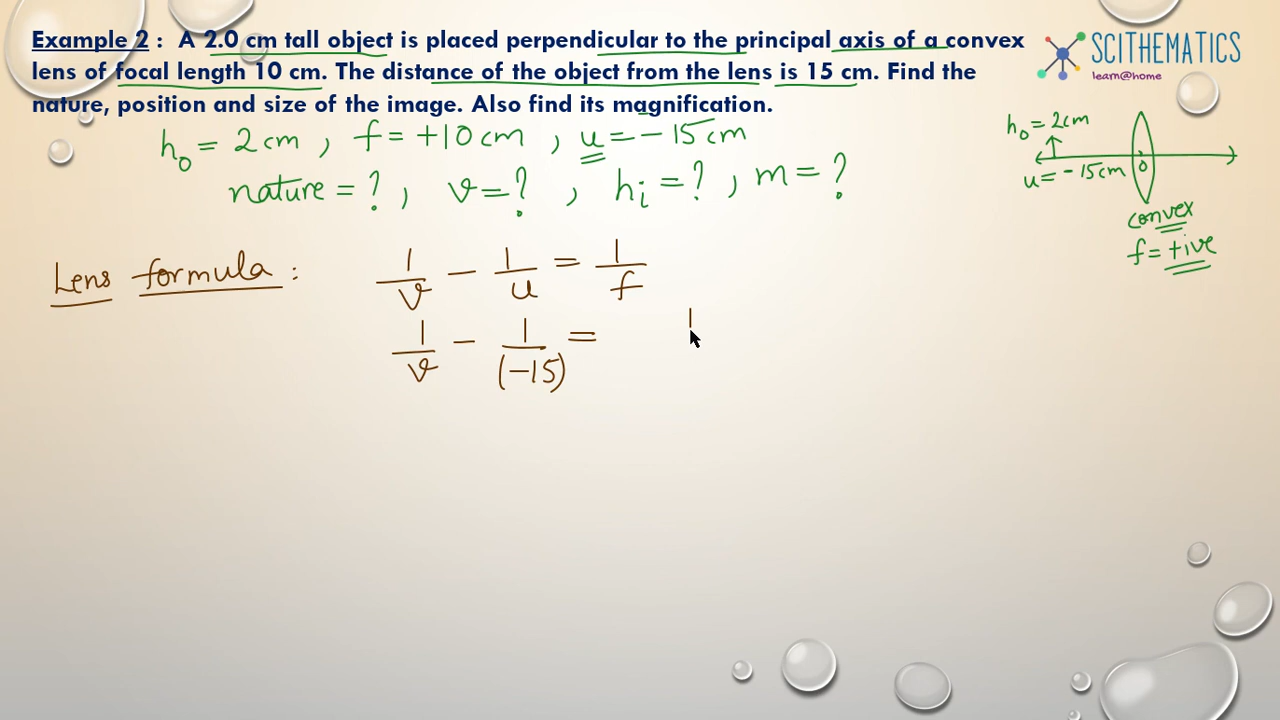 Example 2 : A 2.0 cm tall object is placed perpendicular to the principal axis of a convex
lens of focal length 10 cm. The distance of the object from the lens is 15 cm. Find the
nature, position and size of the image. Also find its magnification.
SCITHEMATICS
learn@home
h₀ = 2 cm , f = +10 cm , u = -15 cm
nature = ? , v = ? , hᵢ = ? , m = ?
h₀ = 2cm
u = -15cm
O
convex
f = +ive
Lens formula : 1/v - 1/u = 1/f
1/v - 1/(-15) = 1